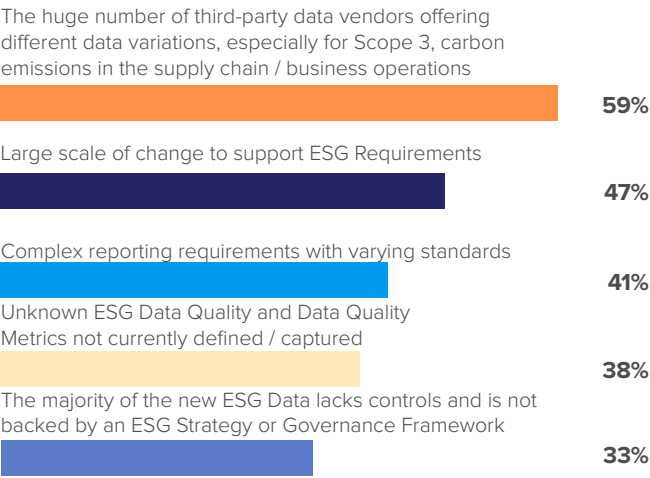 The huge number of third-party data vendors offering
different data variations, especially for Scope 3, carbon
emissions in the supply chain / business operations
59%
Large scale of change to support ESG Requirements
47%
Complex reporting requirements with varying standards
41%
Unknown ESG Data Quality and Data Quality
Metrics not currently defined / captured
38%
The majority of the new ESG Data lacks controls and is not
backed by an ESG Strategy or Governance Framework
33%